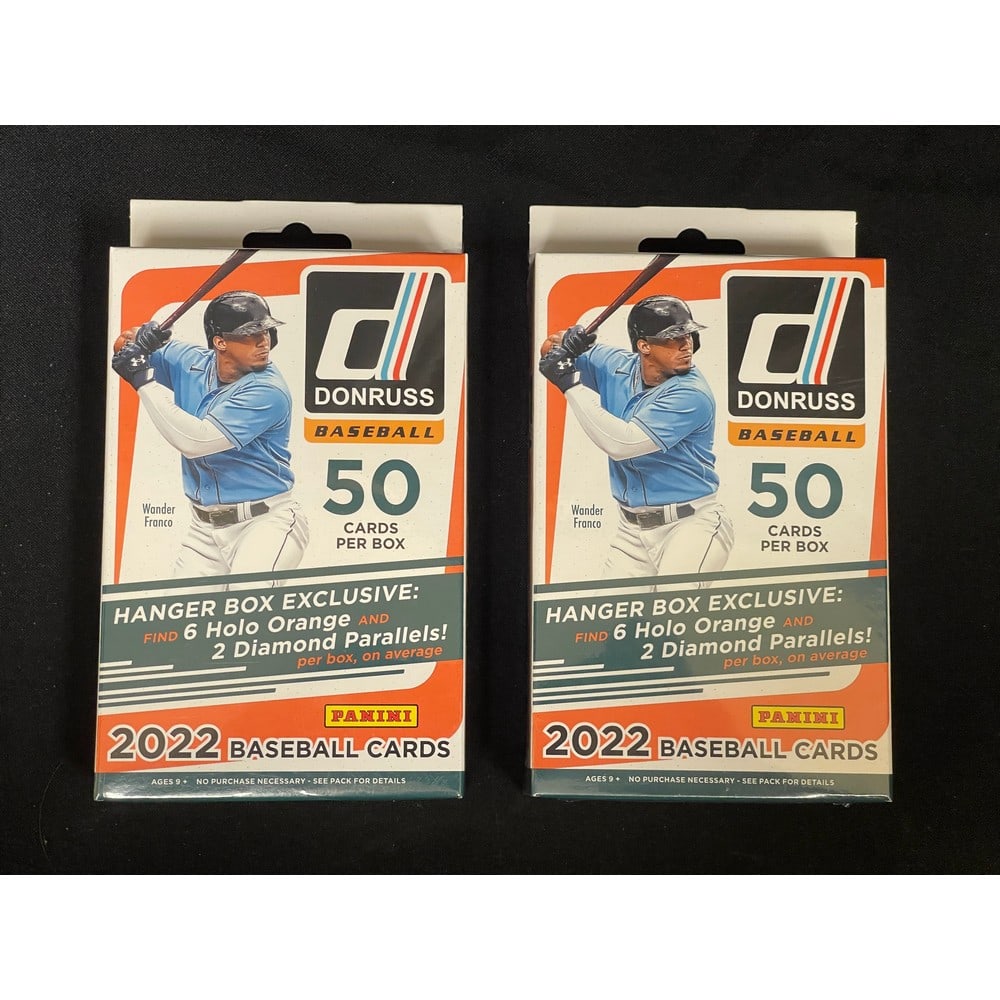 DONRUSS
BASEBALL
50
CARDS
PER BOX
Wander
Franco
HANGER BOX EXCLUSIVE:
FIND 6 Holo Orange AND
2 Diamond Parallels!
per box, on average
PANINI
2022 BASEBALL CARDS
AGES 9+ NO PURCHASE NECESSARY - SEE PACK FOR DETAILS
DONRUSS
BASEBALL
50
CARDS
PER BOX
Wander
Franco
HANGER BOX EXCLUSIVE:
FIND 6 Holo Orange AND
2 Diamond Parallels!
per box, on average
PANINI
2022 BASEBALL CARDS
AGES 9+ NO PURCHASE NECESSARY - SEE PACK FOR DETAILS